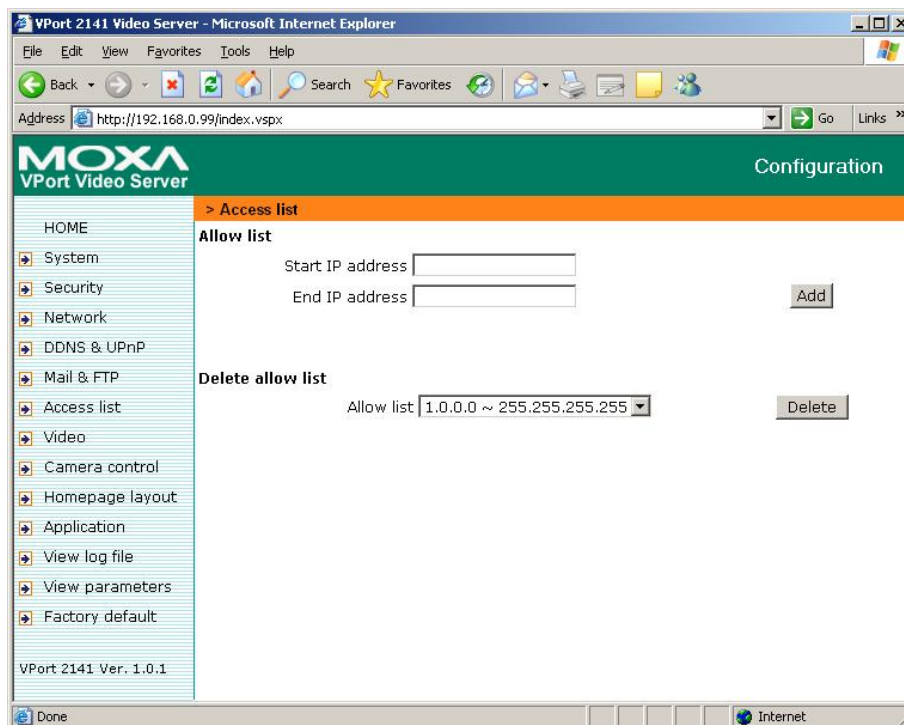 VPort 2141 Video Server - Microsoft Internet Explorer
File Edit View Favorites Tools Help
Back Search Favorites
Address http://192.168.0.99/index.vspx Go Links »
MOXA
VPort Video Server
Configuration
> Access list
HOME
System
Security
Network
DDNS & UPnP
Mail & FTP
Access list
Video
Camera control
Homepage layout
Application
View log file
View parameters
Factory default
VPort 2141 Ver. 1.0.1
Allow list
Start IP address
End IP address
Add
Delete allow list
Allow list 1.0.0.0 ~ 255.255.255.255
Delete
Done
Internet